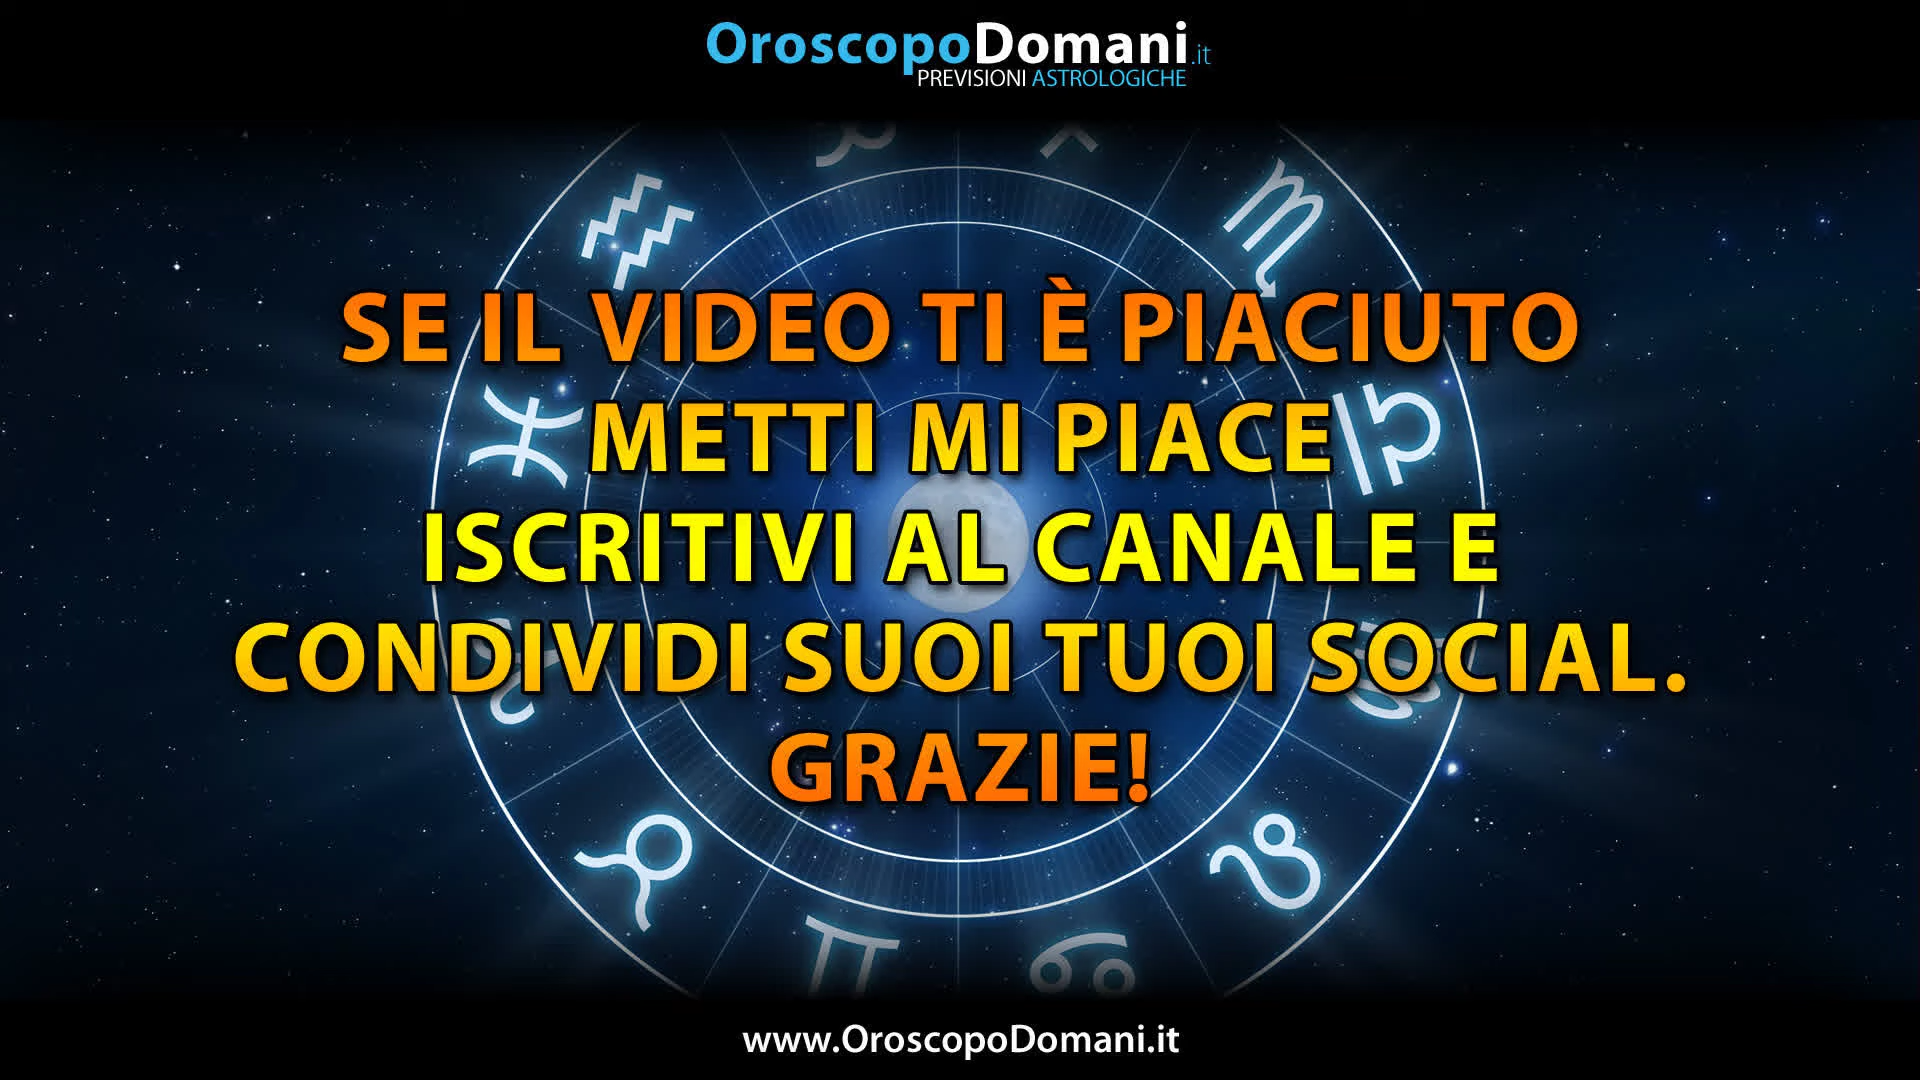 OroscopoDomani.it
PREVISIONI ASTROLOGICHE
SE IL VIDEO TI È PIACIUTO
METTI MI PIACE
ISCRITIVI AL CANALE E
CONDIVIDI SUOI TUOI SOCIAL.
GRAZIE!
www.OroscopoDomani.it